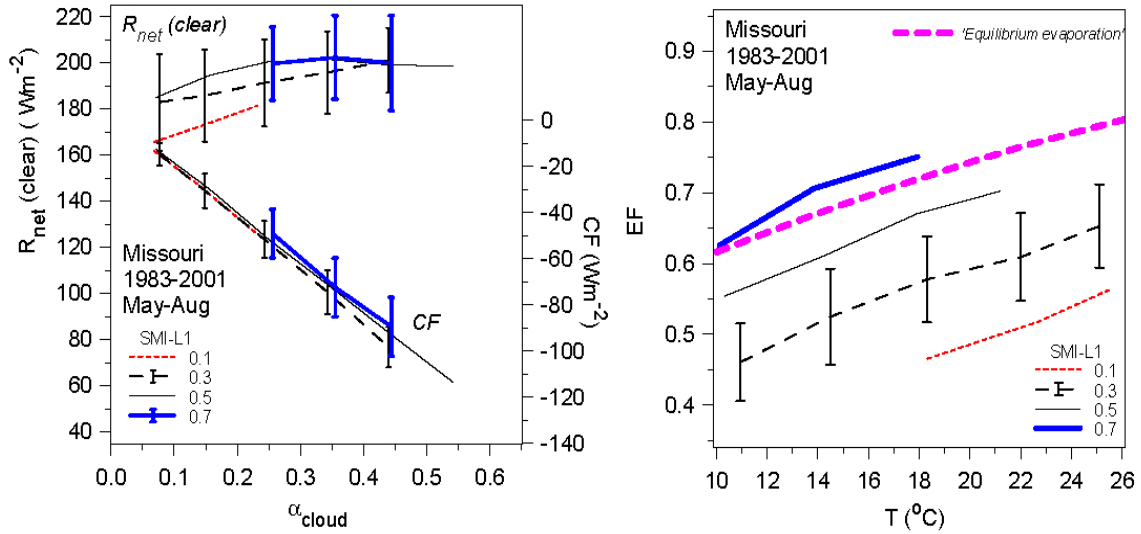 R_net (clear)
220
200
180
160
140
120
100
80
60
40
R_net (clear) ( Wm⁻²)
0
-20
-40
-60
-80
-100
-120
-140
CF (Wm⁻²)
Missouri
1983-2001
May-Aug
CF
SMI-L1
0.1
0.3
0.5
0.7
0.0 0.1 0.2 0.3 0.4 0.5 0.6
α_cloud
Missouri
1983-2001
May-Aug
'Equilibrium evaporation'
0.9
0.8
0.7
0.6
0.5
0.4
EF
SMI-L1
0.1
0.3
0.5
0.7
10 12 14 16 18 20 22 24 26
T (°C)